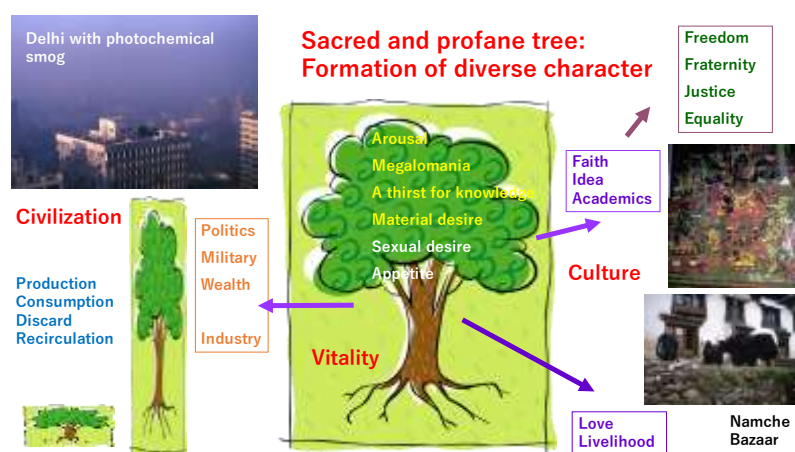 Delhi with photochemical
smog
Sacred and profane tree:
Formation of diverse character
Freedom
Fraternity
Justice
Equality
Arousal
Megalomania
A thirst for knowledge
Material desire
Sexual desire
Appetite
Faith
Idea
Academics
Civilization
Politics
Military
Wealth
Industry
Culture
Production
Consumption
Discard
Recirculation
Vitality
Love
Livelihood
Namche
Bazaar